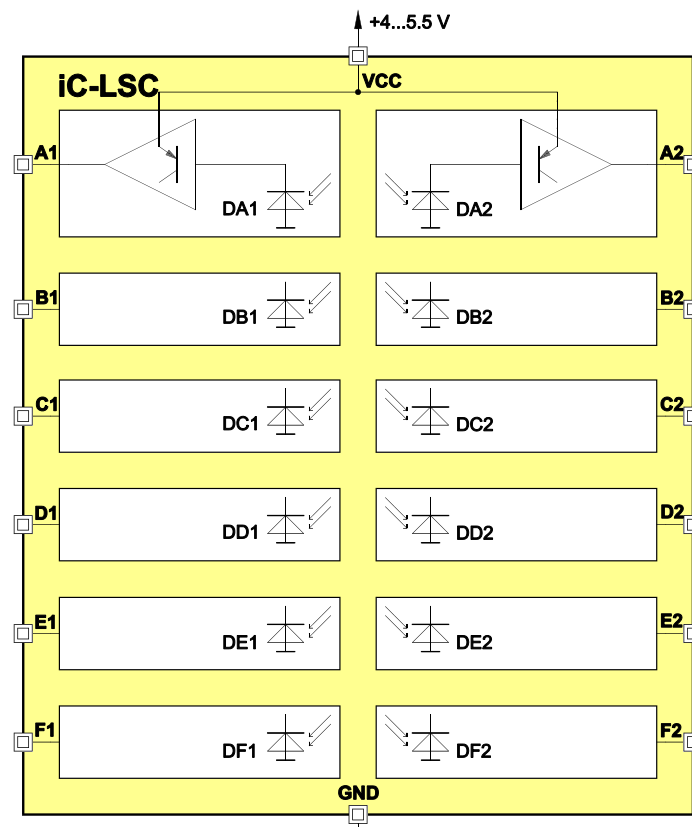 +4...5.5 V
iC-LSC
VCC
A1
A2
DA1
DA2
B1
B2
DB1
DB2
C1
C2
DC1
DC2
D1
D2
DD1
DD2
E1
E2
DE1
DE2
F1
F2
DF1
DF2
GND